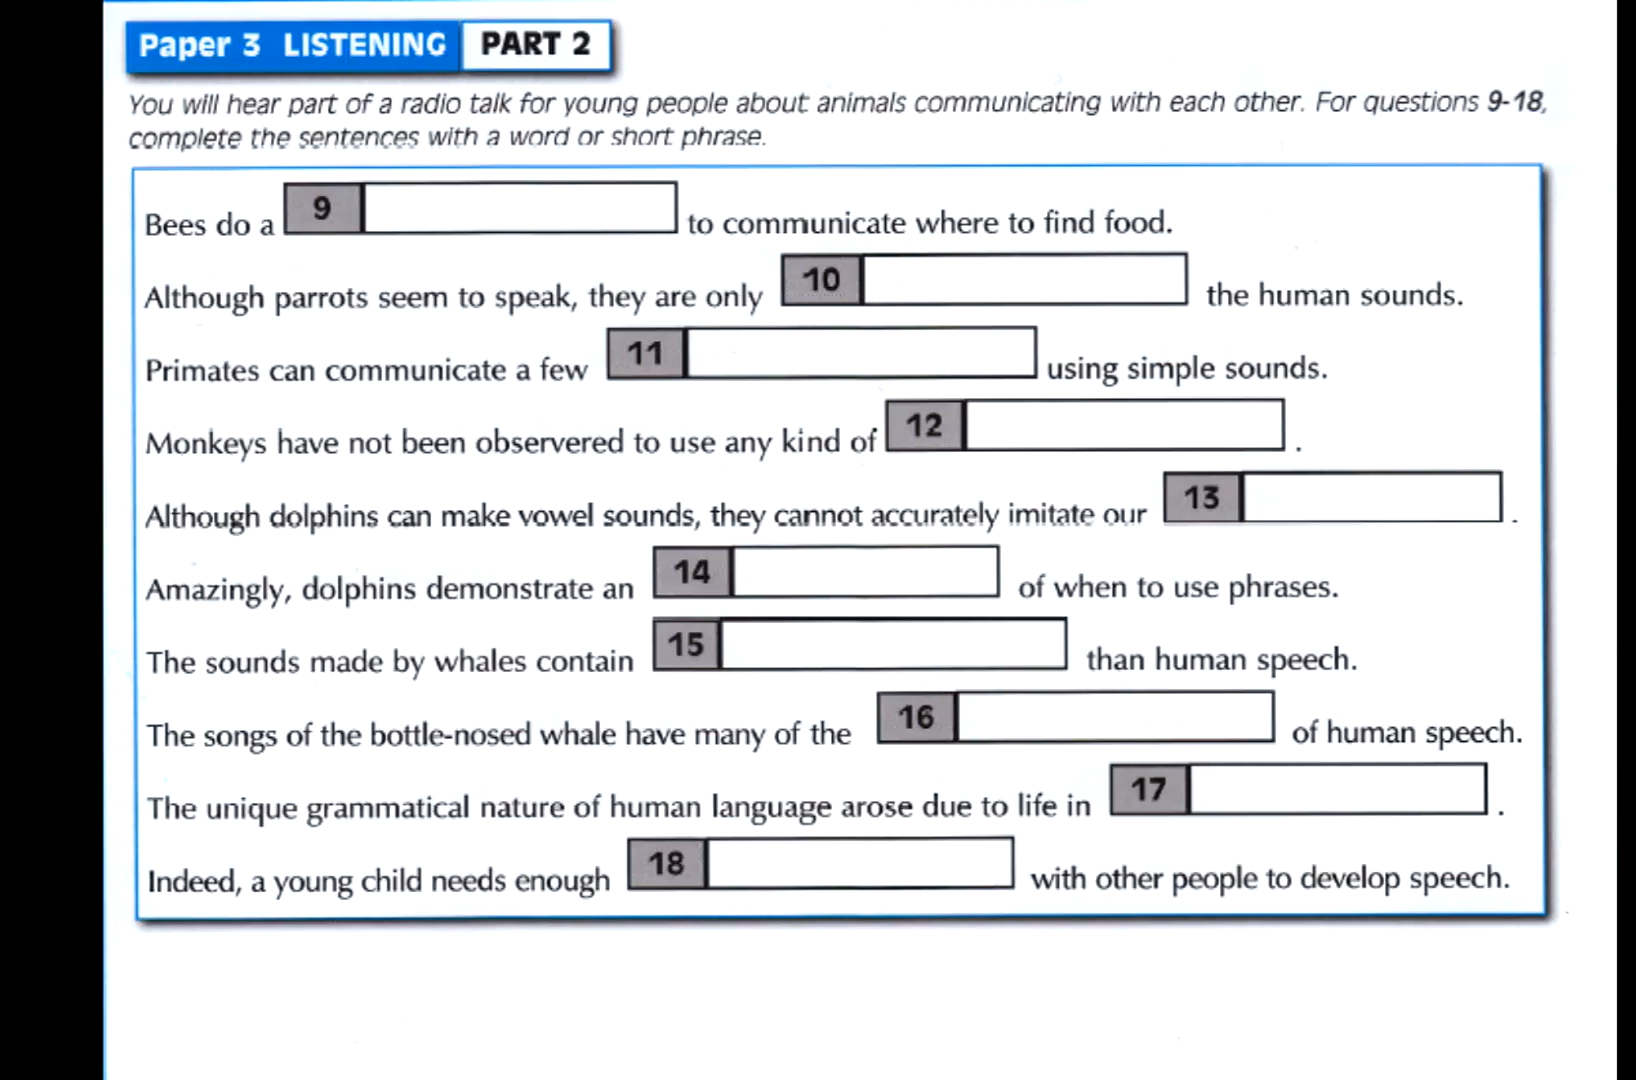 Paper 3 LISTENING PART 2
You will hear part of a radio talk for young people about animals communicating with each other. For questions 9-18,
complete the sentences with a word or short phrase.
Bees do a 9 to communicate where to find food.
Although parrots seem to speak, they are only 10 the human sounds.
Primates can communicate a few 11 using simple sounds.
Monkeys have not been observered to use any kind of 12 .
Although dolphins can make vowel sounds, they cannot accurately imitate our 13 .
Amazingly, dolphins demonstrate an 14 of when to use phrases.
The sounds made by whales contain 15 than human speech.
The songs of the bottle-nosed whale have many of the 16 of human speech.
The unique grammatical nature of human language arose due to life in 17 .
Indeed, a young child needs enough 18 with other people to develop speech.